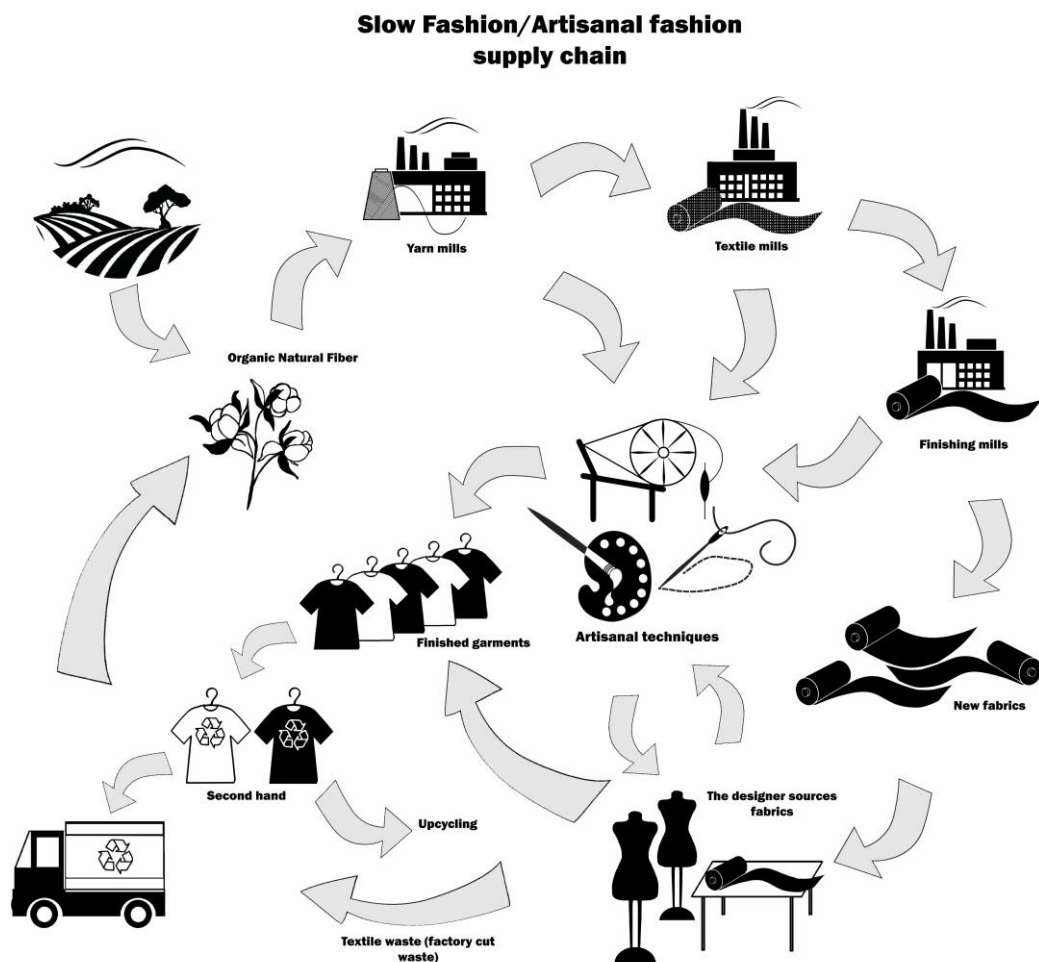 Slow Fashion/Artisanal fashion
supply chain
Yarn mills
Textile mills
Organic Natural Fiber
Finishing mills
Finished garments
Artisanal techniques
New fabrics
Second hand
The designer sources
fabrics
Upcycling
Textile waste (factory cut
waste)